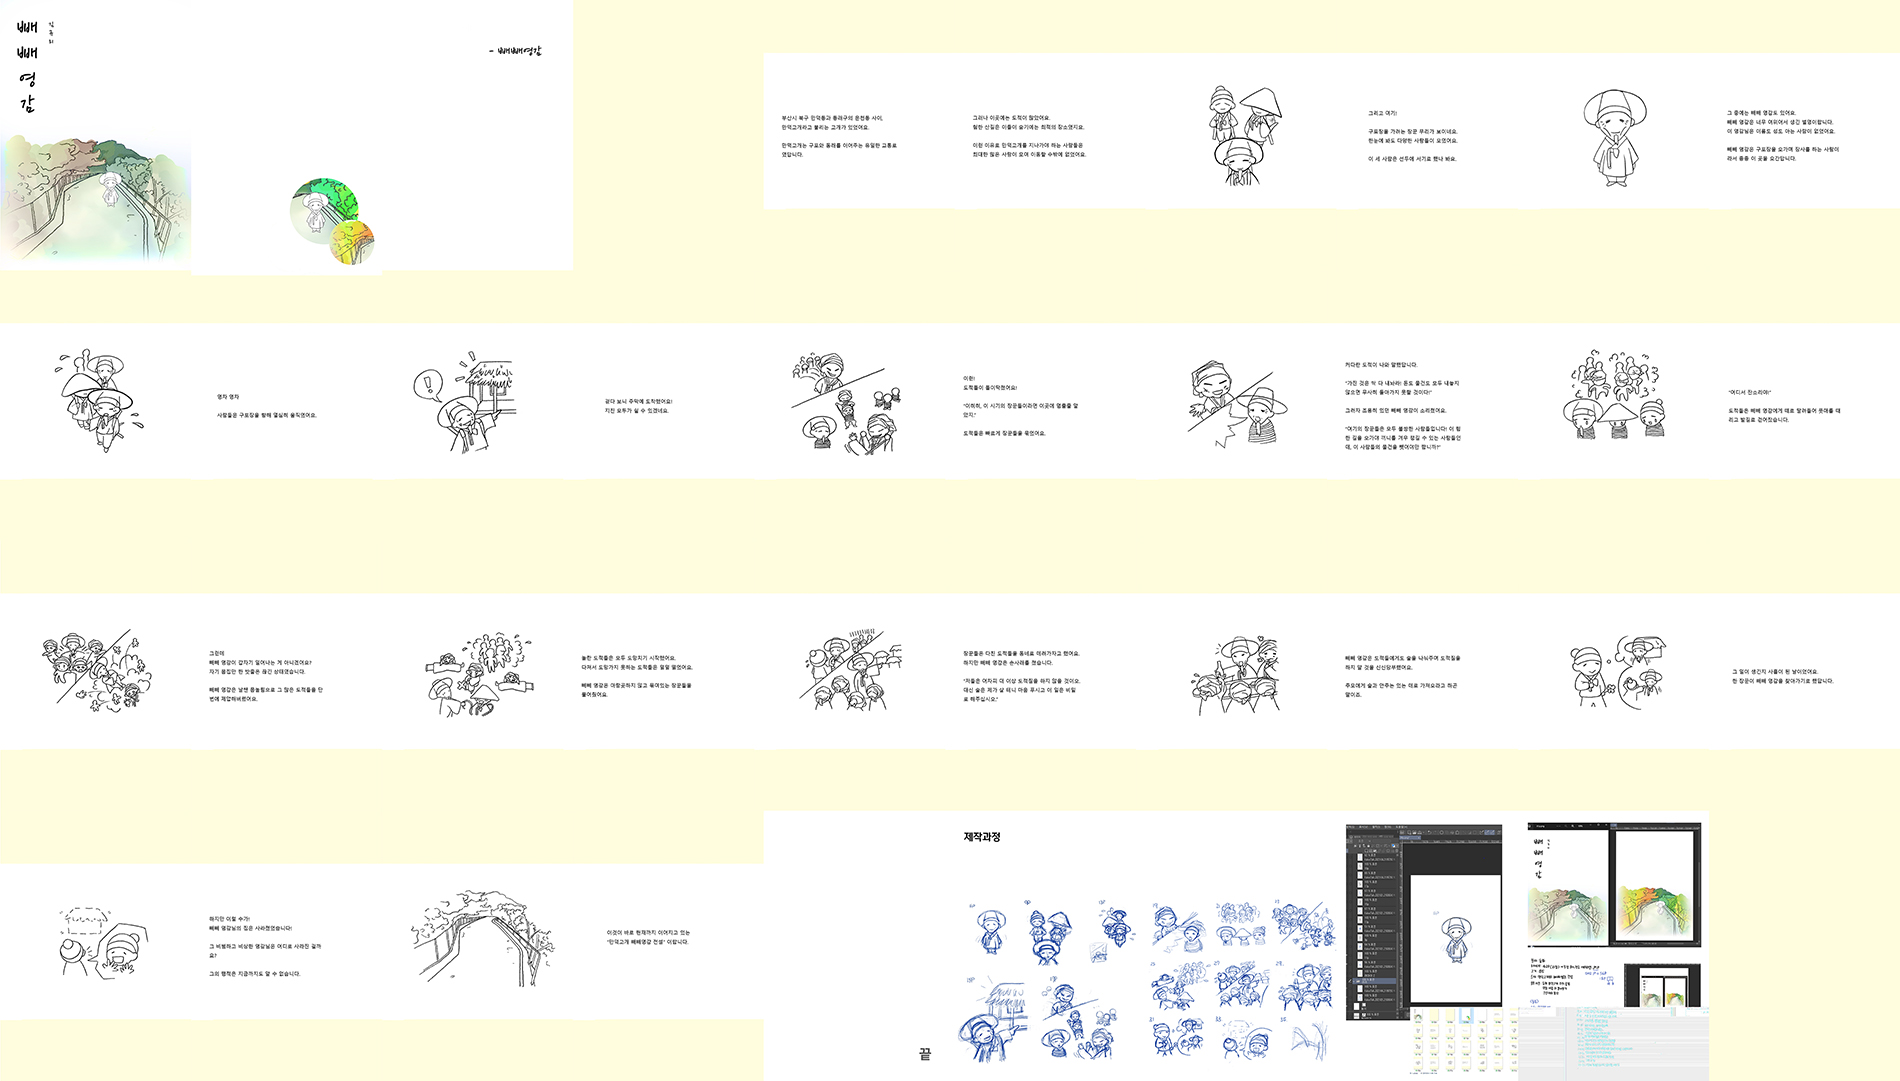 빼빼영감
김규희
- 빼빼영감
부산시 북구 만덕동과 동래구의 온천동 사이,
만덕고개라고 불리는 고개가 있었어요.
만덕고개는 구포와 동래를 이어주는 유일한 교통로
였답니다.
그러나 이곳에는 도적이 많았어요.
험한 산길은 이들이 숨기에는 최적의 장소였지요.
이런 이유로 만덕고개를 지나가야 하는 사람들은
최대한 많은 사람이 모여 이동할 수밖에 없었어요.
그리고 여기!
구포장을 가려는 장꾼 무리가 보이네요.
한눈에 봐도 다양한 사람들이 모였어요.
이 세 사람은 선두에 서기로 했나 봐요.
그 중에는 빼빼 영감도 있어요.
빼빼 영감은 너무 여위어서 생긴 별명이랍니다.
이 영감님은 이름도 성도 아는 사람이 없었어요.
빼빼 영감은 구포장을 오가며 장사를 하는 사람이
라서 종종 이 곳을 오간답니다.
영차 영차
사람들은 구포장을 향해 열심히 움직였어요.
걷다 보니 주막에 도착했어요!
지친 모두가 쉴 수 있겠네요.
이런!
도적들이 들이닥쳤어요!
"이히히, 이 시기의 장꾼들이라면 이곳에 멈출줄 알
았지."
도적들은 빠르게 장꾼들을 묶었어요.
커다란 도적이 나와 말했답니다.
"가진 것은 싹 다 내놔라! 돈도 물건도 모두 내놓지
않으면 무사히 돌아가지 못할 것이다!"
그러자 조용히 있던 빼빼 영감이 소리쳤어요.
"여기의 장꾼들은 모두 불쌍한 사람들입니다! 이 험
한 길을 오가며 끼니를 겨우 챙길 수 있는 사람들인
데, 이 사람들의 물건을 뺏어야만 합니까?"
"어디서 잔소리야!"
도적들은 빼빼 영감에게 떼로 달려들어 뭇매를 때
리고 발길로 걷어찼습니다.
그런데
빼빼 영감이 갑자기 일어나는 게 아니겠어요?
자기 몸집만 한 밧줄은 끊긴 상태였습니다.
빼빼 영감은 날랜 몸놀림으로 그 많은 도적들을 단
번에 제압해버렸어요.
놀란 도적들은 모두 도망치기 시작했어요.
다쳐서 도망가지 못하는 도적들은 덜덜 떨었어요,
빼빼 영감은 아랑곳하지 않고 묶여있는 장꾼들을
풀어줬어요.
장꾼들은 다친 도적들을 동네로 데려가자고 했어요.
하지만 빼빼 영감은 손사래를 쳤습니다.
"저들은 어차피 더 이상 도적질을 하지 않을 것이오.
대신 술은 제가 살 테니 마음 푸시고 이 일은 비밀
로 해주십시오."
빼빼 영감은 도적들에게도 술을 나눠주며 도적질을
하지 말 것을 신신당부했어요.
주모에게 술과 안주는 있는 대로 가져오라고 하곤
말이죠.
그 일이 생긴지 사흘이 된 날이었어요.
한 장꾼이 빼빼 영감을 찾아가기로 했답니다.
하지만 이럴 수가!
빼빼 영감님의 집은 사라졌었습니다!
그 비범하고 비상한 영감님은 어디로 사라진 걸까
요?
그의 행적은 지금까지도 알 수 없습니다.
이것이 바로 현재까지 이어지고 있는
"만덕고개 빼빼영감 전설" 이랍니다.
끝
제작과정
빼빼영감